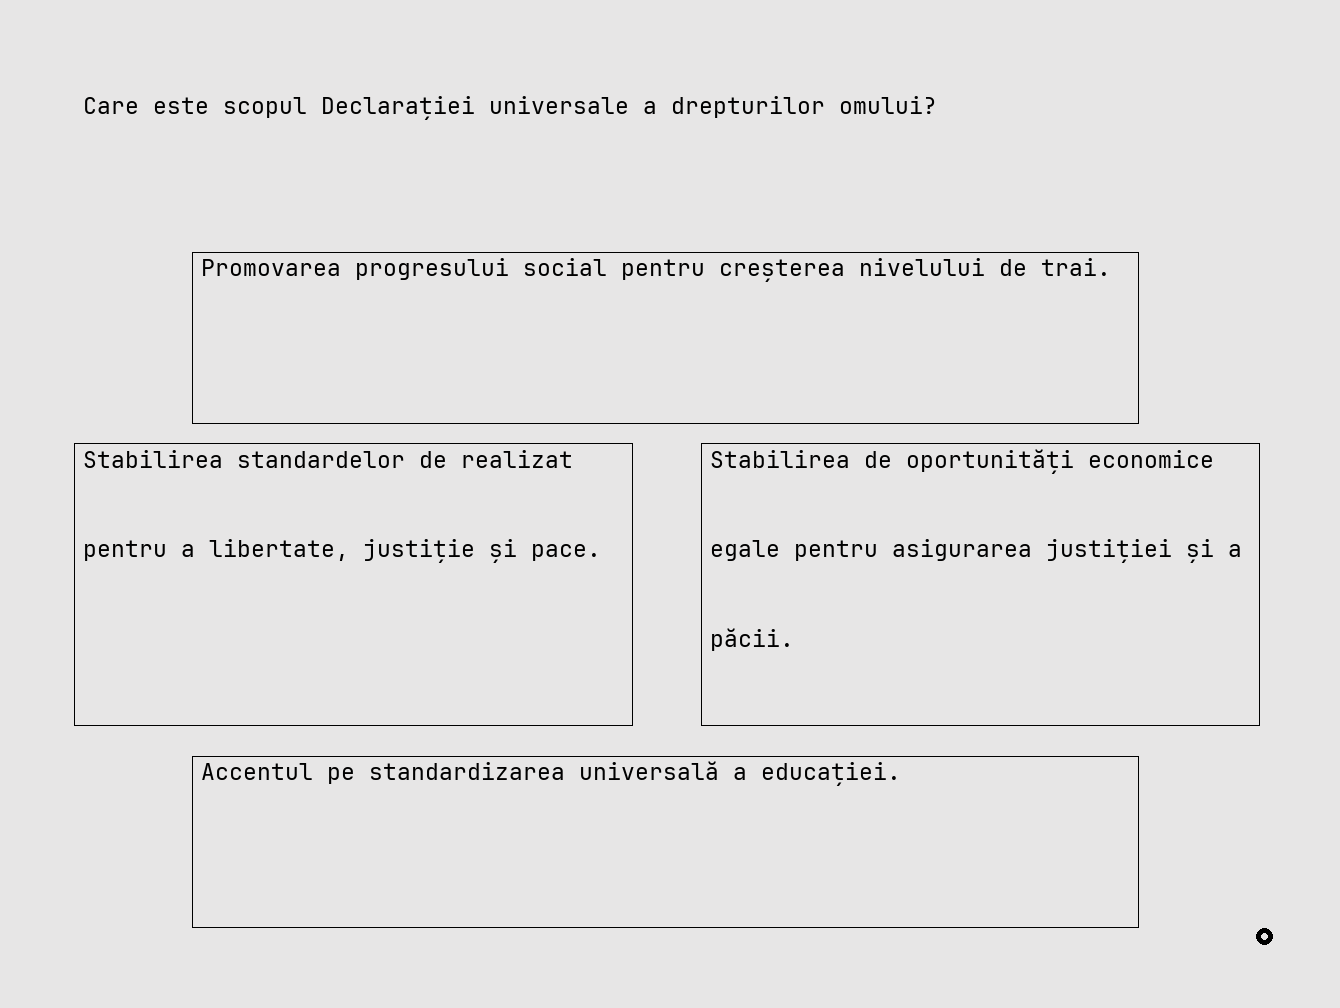 Care este scopul Declarației universale a drepturilor omului?
Promovarea progresului social pentru creșterea nivelului de trai.
Stabilirea standardelor de realizat
pentru a libertate, justiție și pace.
Stabilirea de oportunități economice
egale pentru asigurarea justiției și a
păcii.
Accentul pe standardizarea universală a educației.